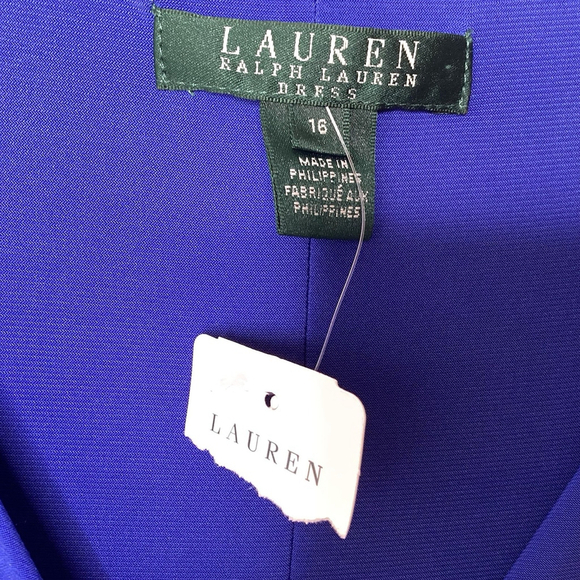 LAUREN
RALPH LAUREN
DRESS
16
MADE IN
PHILIPPINES
FABRIQUÉ AUX
PHILIPPINES
LAUREN